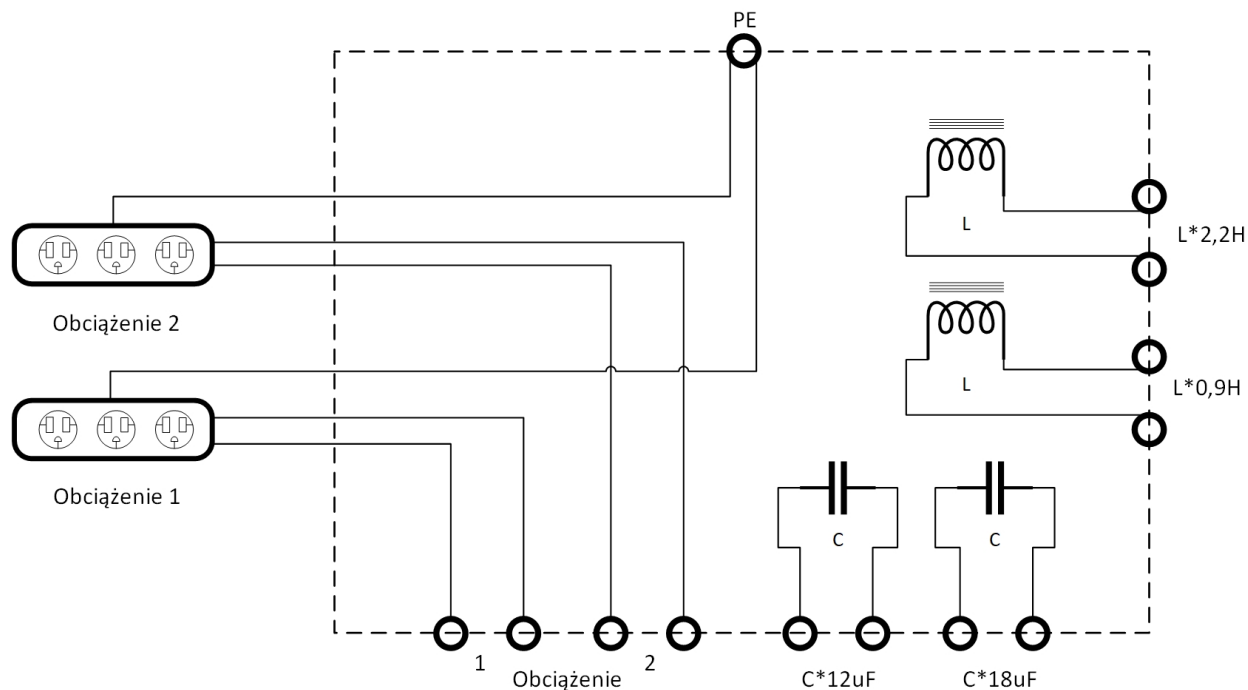 PE
L
L*2,2H
Obciążenie 2
L
L*0,9H
Obciążenie 1
C
C
1
2
Obciążenie
C*12uF
C*18uF